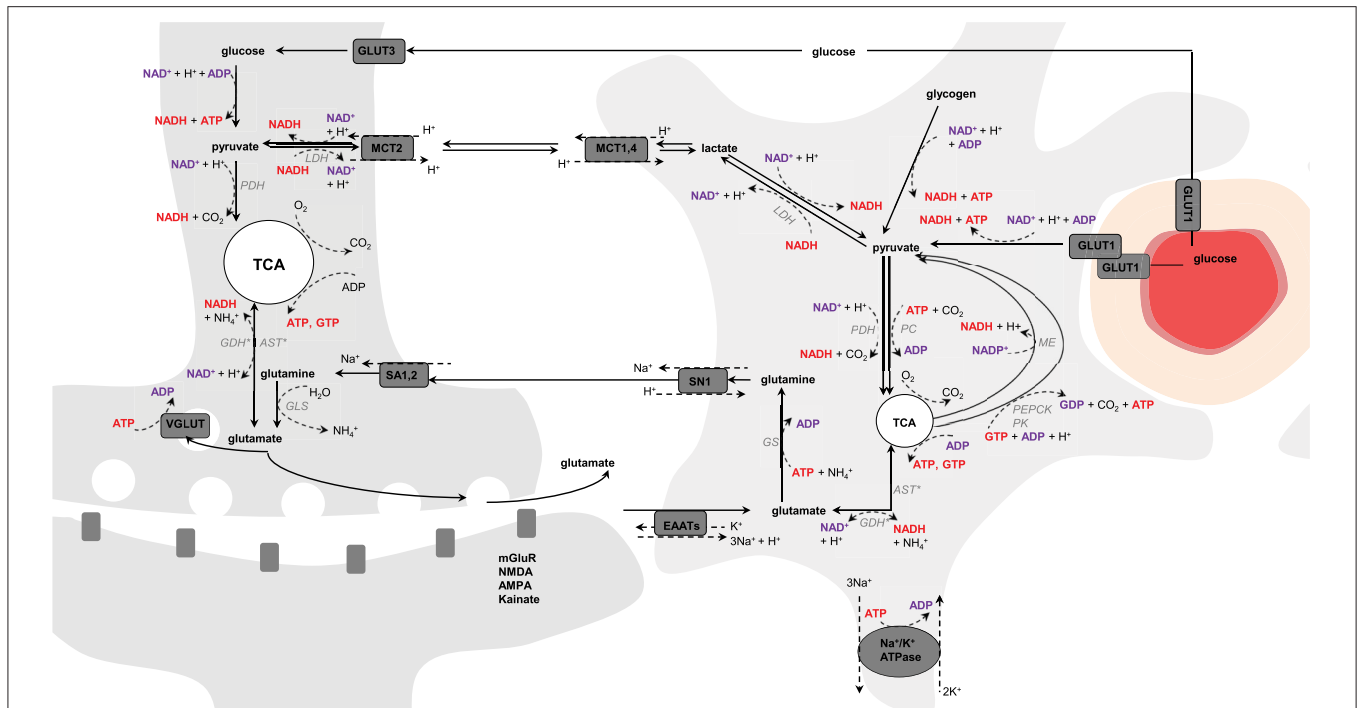 glucose
GLUT3
glucose
NAD⁺ + H⁺ + ADP
NADH + ATP
pyruvate
NADH
NAD⁺
+ H⁺
LDH
NADH
NAD⁺
+ H⁺
MCT2
H⁺
H⁺
MCT1,4
H⁺
H⁺
lactate
glycogen
NAD⁺ + H⁺
+ ADP
NADH + ATP
NAD⁺ + H⁺
NADH
NAD⁺ + H⁺
LDH
NADH
NAD⁺ + H⁺
PDH
NADH + CO₂
O₂
CO₂
TCA
ADP
ATP, GTP
NADH
+ NH₄⁺
GDH*
AST*
NAD⁺ + H⁺
glutamine
H₂O
GLS
NH₄⁺
glutamate
ADP
ATP
VGLUT
Na⁺
SA1,2
Na⁺
H⁺
SN1
glutamine
GS
ADP
ATP + NH₄⁺
glutamate
pyruvate
NADH + ATP
NAD⁺ + H⁺ + ADP
GLUT1
GLUT1
GLUT1
glucose
NAD⁺ + H⁺
PDH
NADH + CO₂
ATP + CO₂
PC
ADP
NADH + H+
NADP⁺
ME
O₂
CO₂
TCA
ADP
ATP, GTP
GDP + CO₂ + ATP
PEPCK
PK
GTP + ADP + H⁺
AST*
GDH*
NAD⁺
+ H⁺
NADH
+ NH₄⁺
glutamate
EAATs
K⁺
3Na⁺ + H⁺
mGluR
NMDA
AMPA
Kainate
3Na⁺
ATP
ADP
Na⁺/K⁺
ATPase
2K⁺